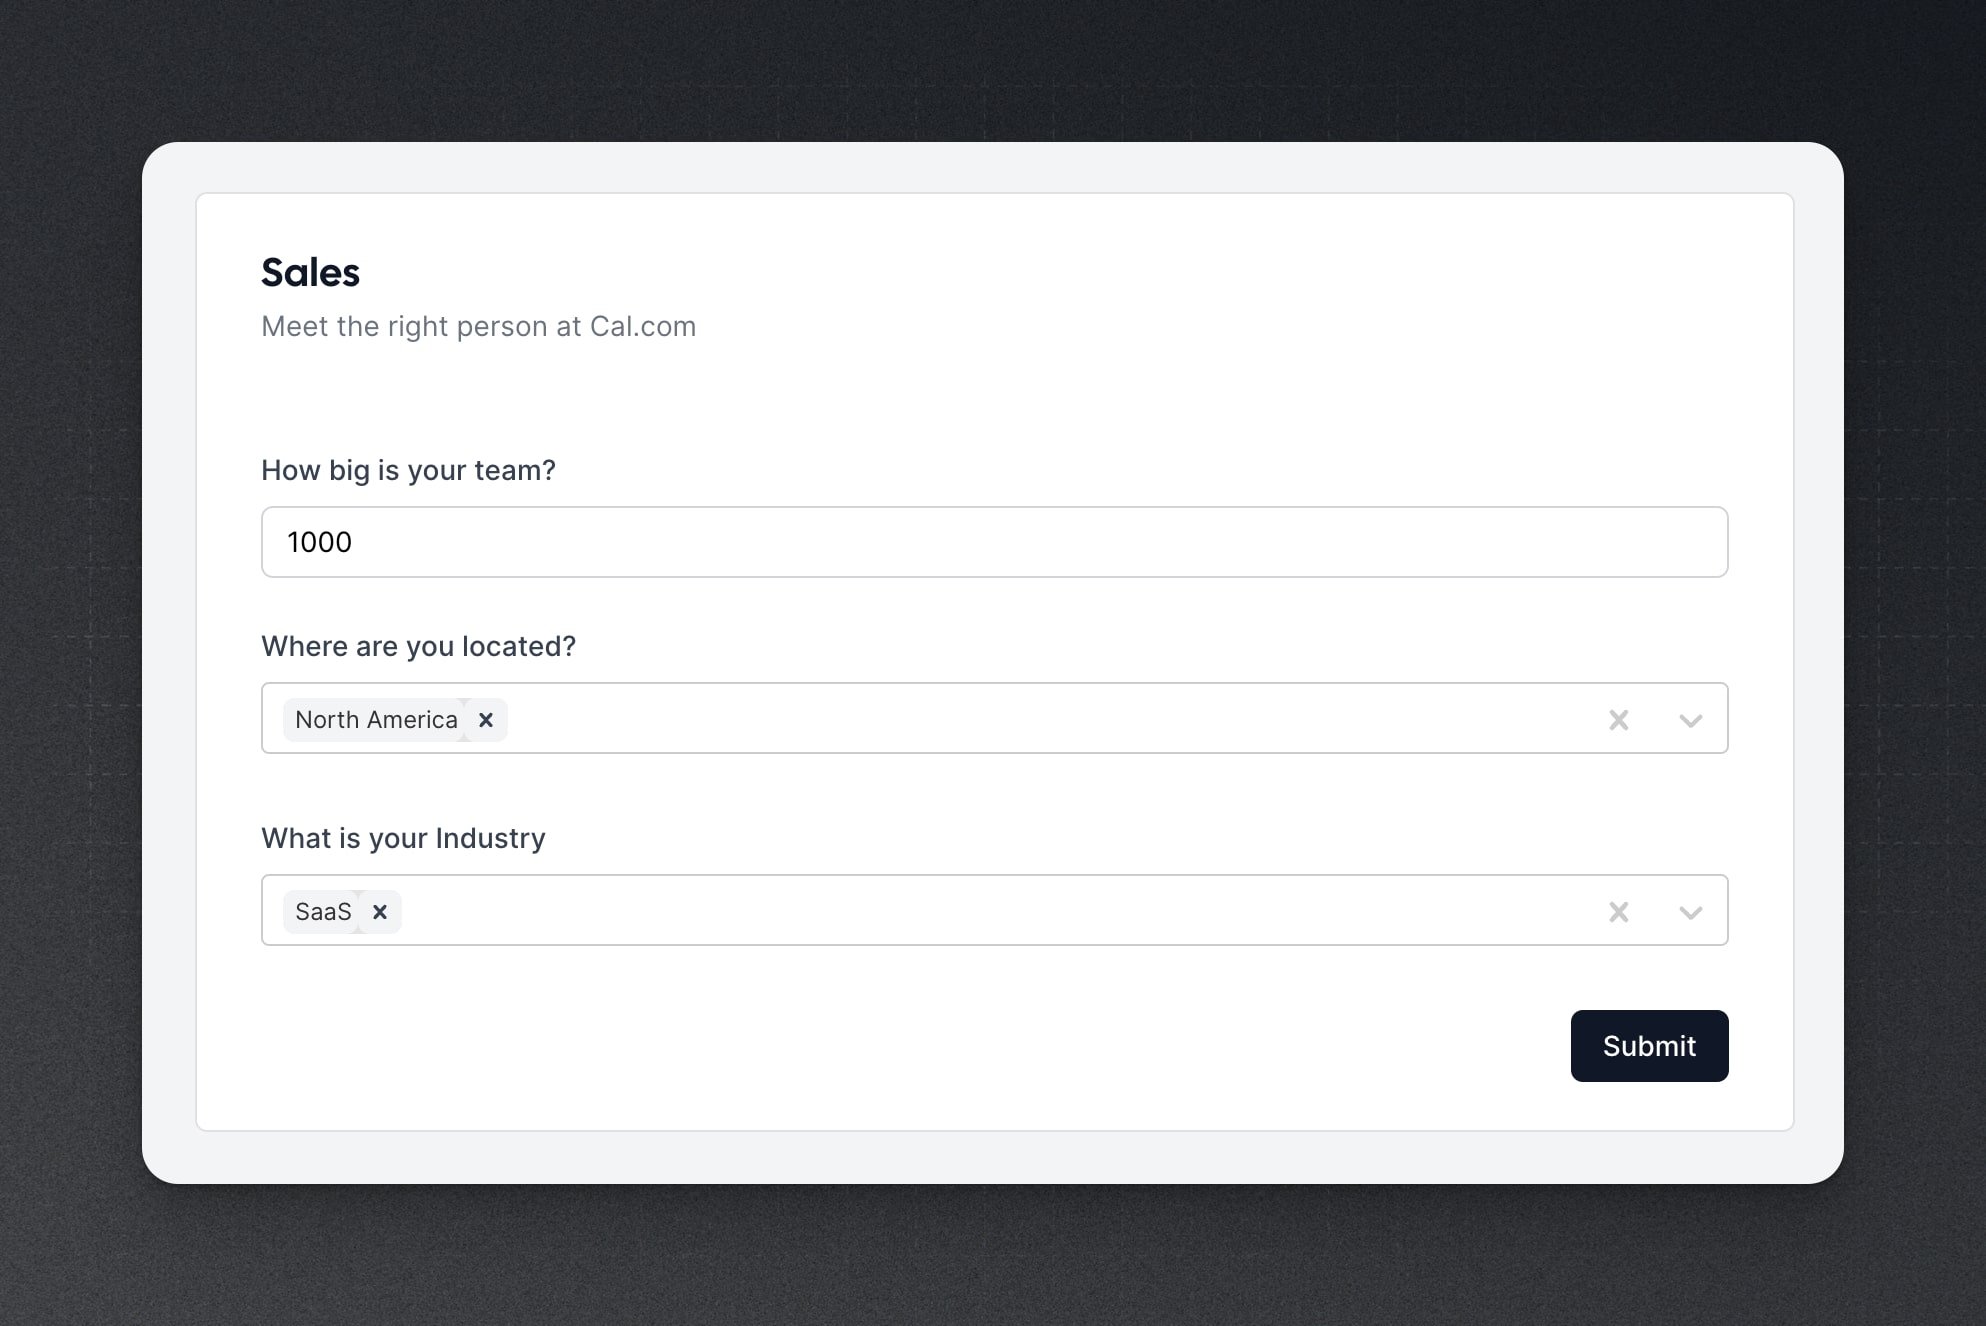 Sales
Meet the right person at Cal.com
How big is your team?
1000
Where are you located?
North America
What is your Industry
SaaS
Submit